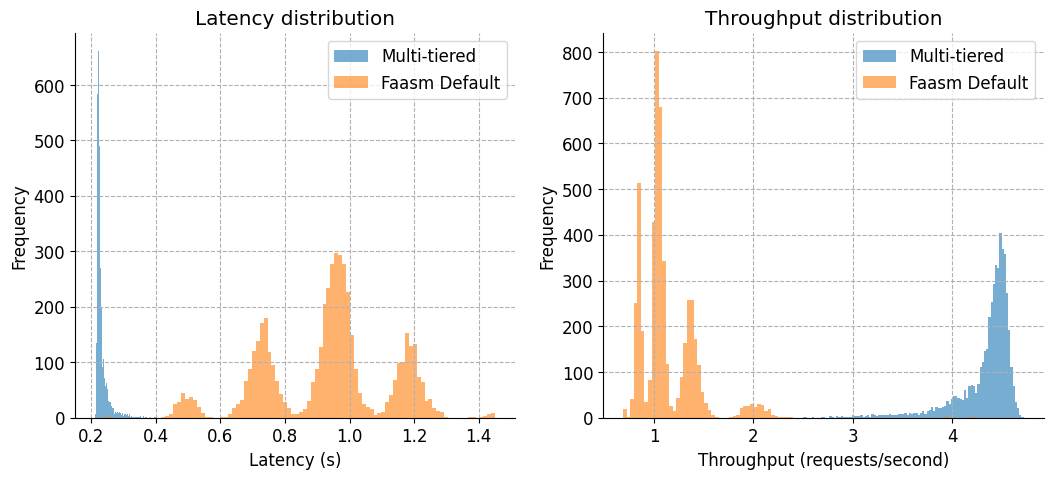 Latency distribution
Frequency
600
500
400
300
200
100
0
0.2 0.4 0.6 0.8 1.0 1.2 1.4
Latency (s)
Multi-tiered
Faasm Default
Throughput distribution
Frequency
800
700
600
500
400
300
200
100
0
1 2 3 4
Throughput (requests/second)
Multi-tiered
Faasm Default